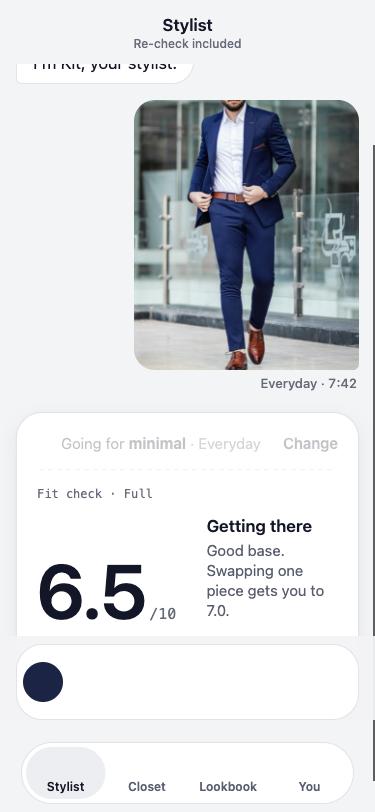 Stylist
Re-check included
I'm Kit, your stylist.
Everyday · 7:42
Going for minimal · Everyday Change
Fit check · Full
Getting there
Good base.
Swapping one
piece gets you to
7.0.
6.5/10
Stylist Closet Lookbook You